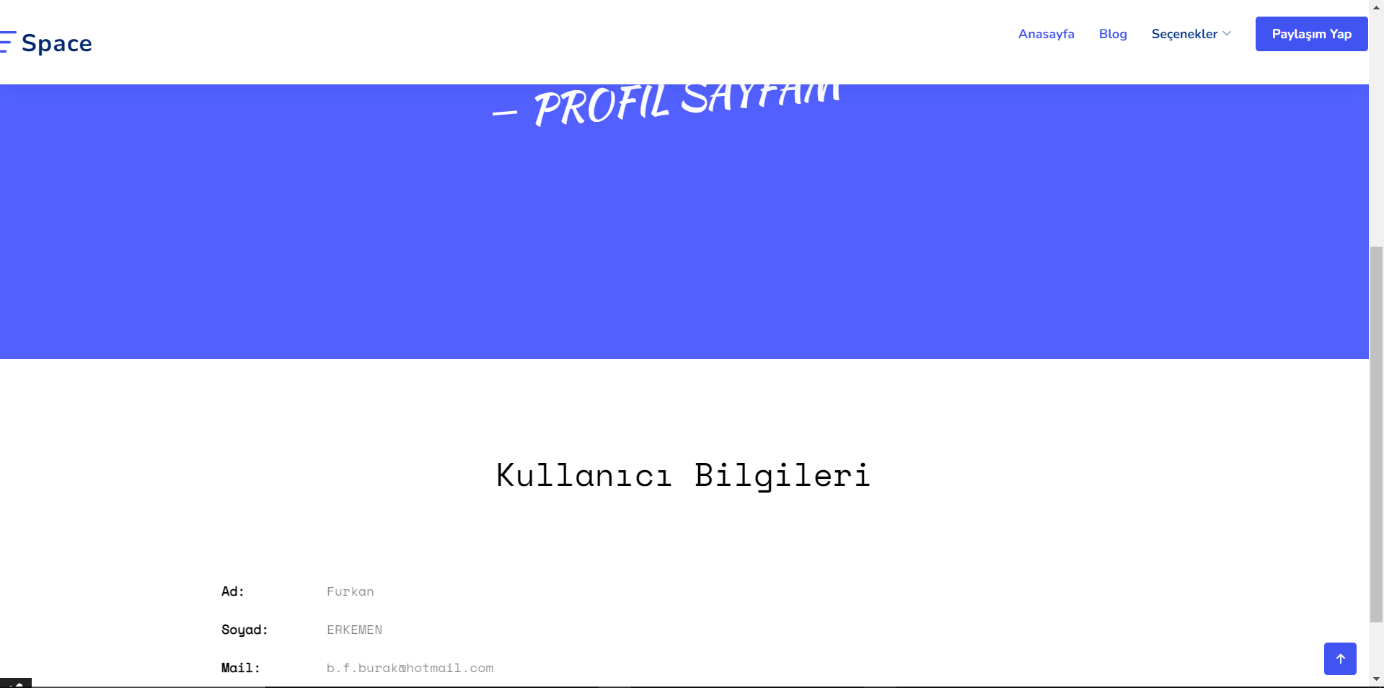 Space
Anasayfa Blog Seçenekler Paylaşım Yap
— PROFIL SAYFAM
Kullanıcı Bilgileri
Ad: Furkan
Soyad: ERKEMEN
Mail: b.f.burak@hotmail.com